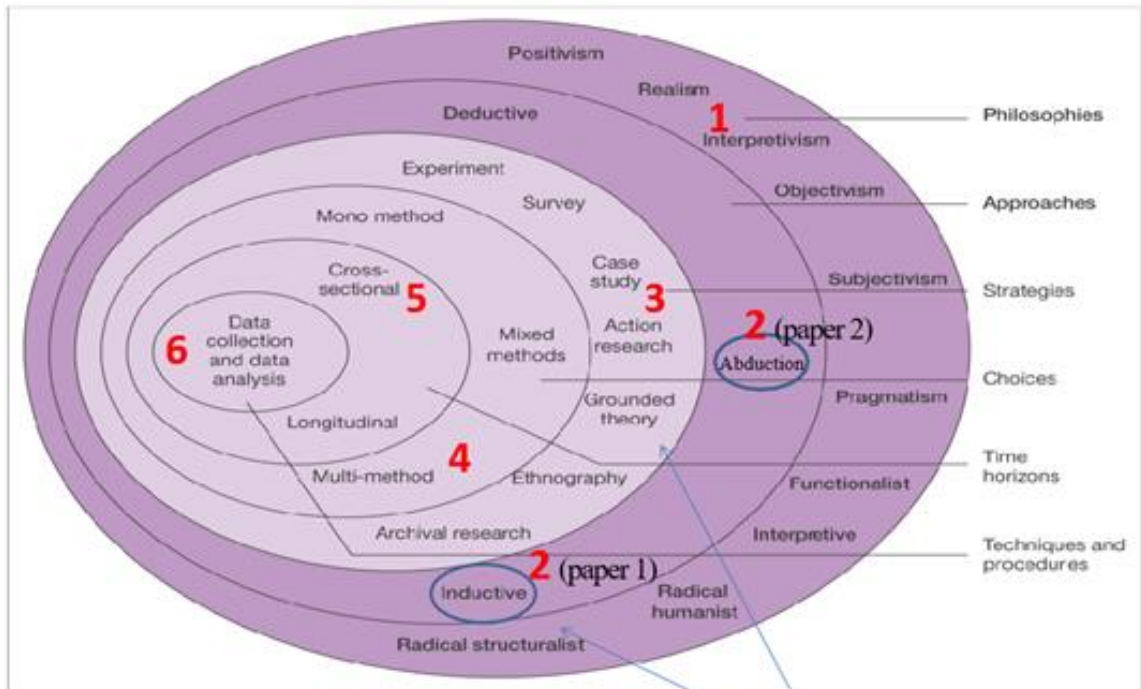 Positivism
Realism
1
Philosophies
Deductive
Interpretivism
Experiment
Objectivism
Survey
Approaches
Mono method
Case
study
3
Subjectivism
Strategies
Cross-
sectional
5
6
Data
collection
and data
analysis
Mixed
methods
Action
research
2 (paper 2)
Abduction
Choices
Grounded
theory
Pragmatism
Longitudinal
Multi-method
4
Ethnography
Time
horizons
Functionalist
Archival research
Interpretive
Techniques and
procedures
2 (paper 1)
Inductive
Radical
humanist
Radical structuralist